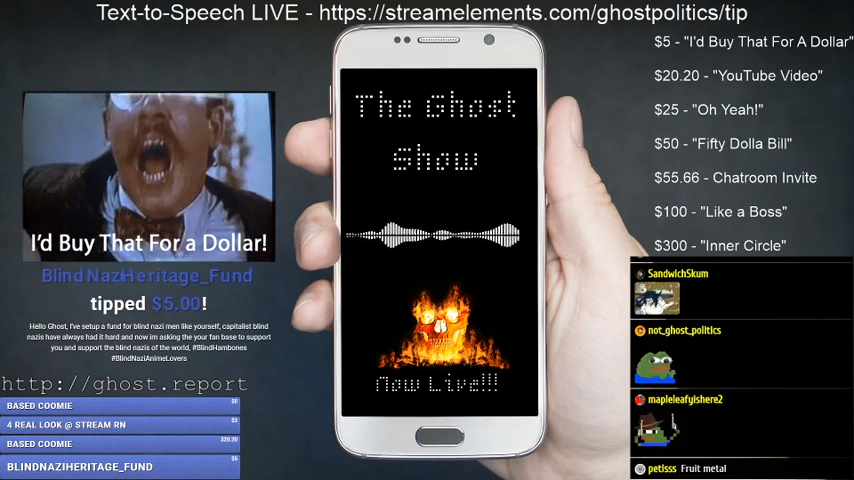 Text-to-Speech LIVE - https://streamelements.com/ghostpolitics/tip
$5 - "I'd Buy That For A Dollar"
$20.20 - "YouTube Video"
$25 - "Oh Yeah!"
$50 - "Fifty Dolla Bill"
$55.66 - Chatroom Invite
$100 - "Like a Boss"
$300 - "Inner Circle"
The Ghost
Show
Now Live!!!
I'd Buy That For a Dollar!
BlindNaziHeritage_Fund
tipped $5.00!
Hello Ghost, I've setup a fund for blind nazi men like yourself, capitalist blind
nazis have always had it hard and now im asking the your fan base to support
you and support the blind nazis of the world, #BlindHambones
#BlindNaziAnimeLovers
http://ghost.report
BASED COOMIE $5
4 REAL LOOK @ STREAM RN $3
BASED COOMIE $20.20
BLINDNAZIHERITAGE_FUND $5
SandwichSkum
not_ghost_politics
mapleleafyishere2
petisss Fruit metal